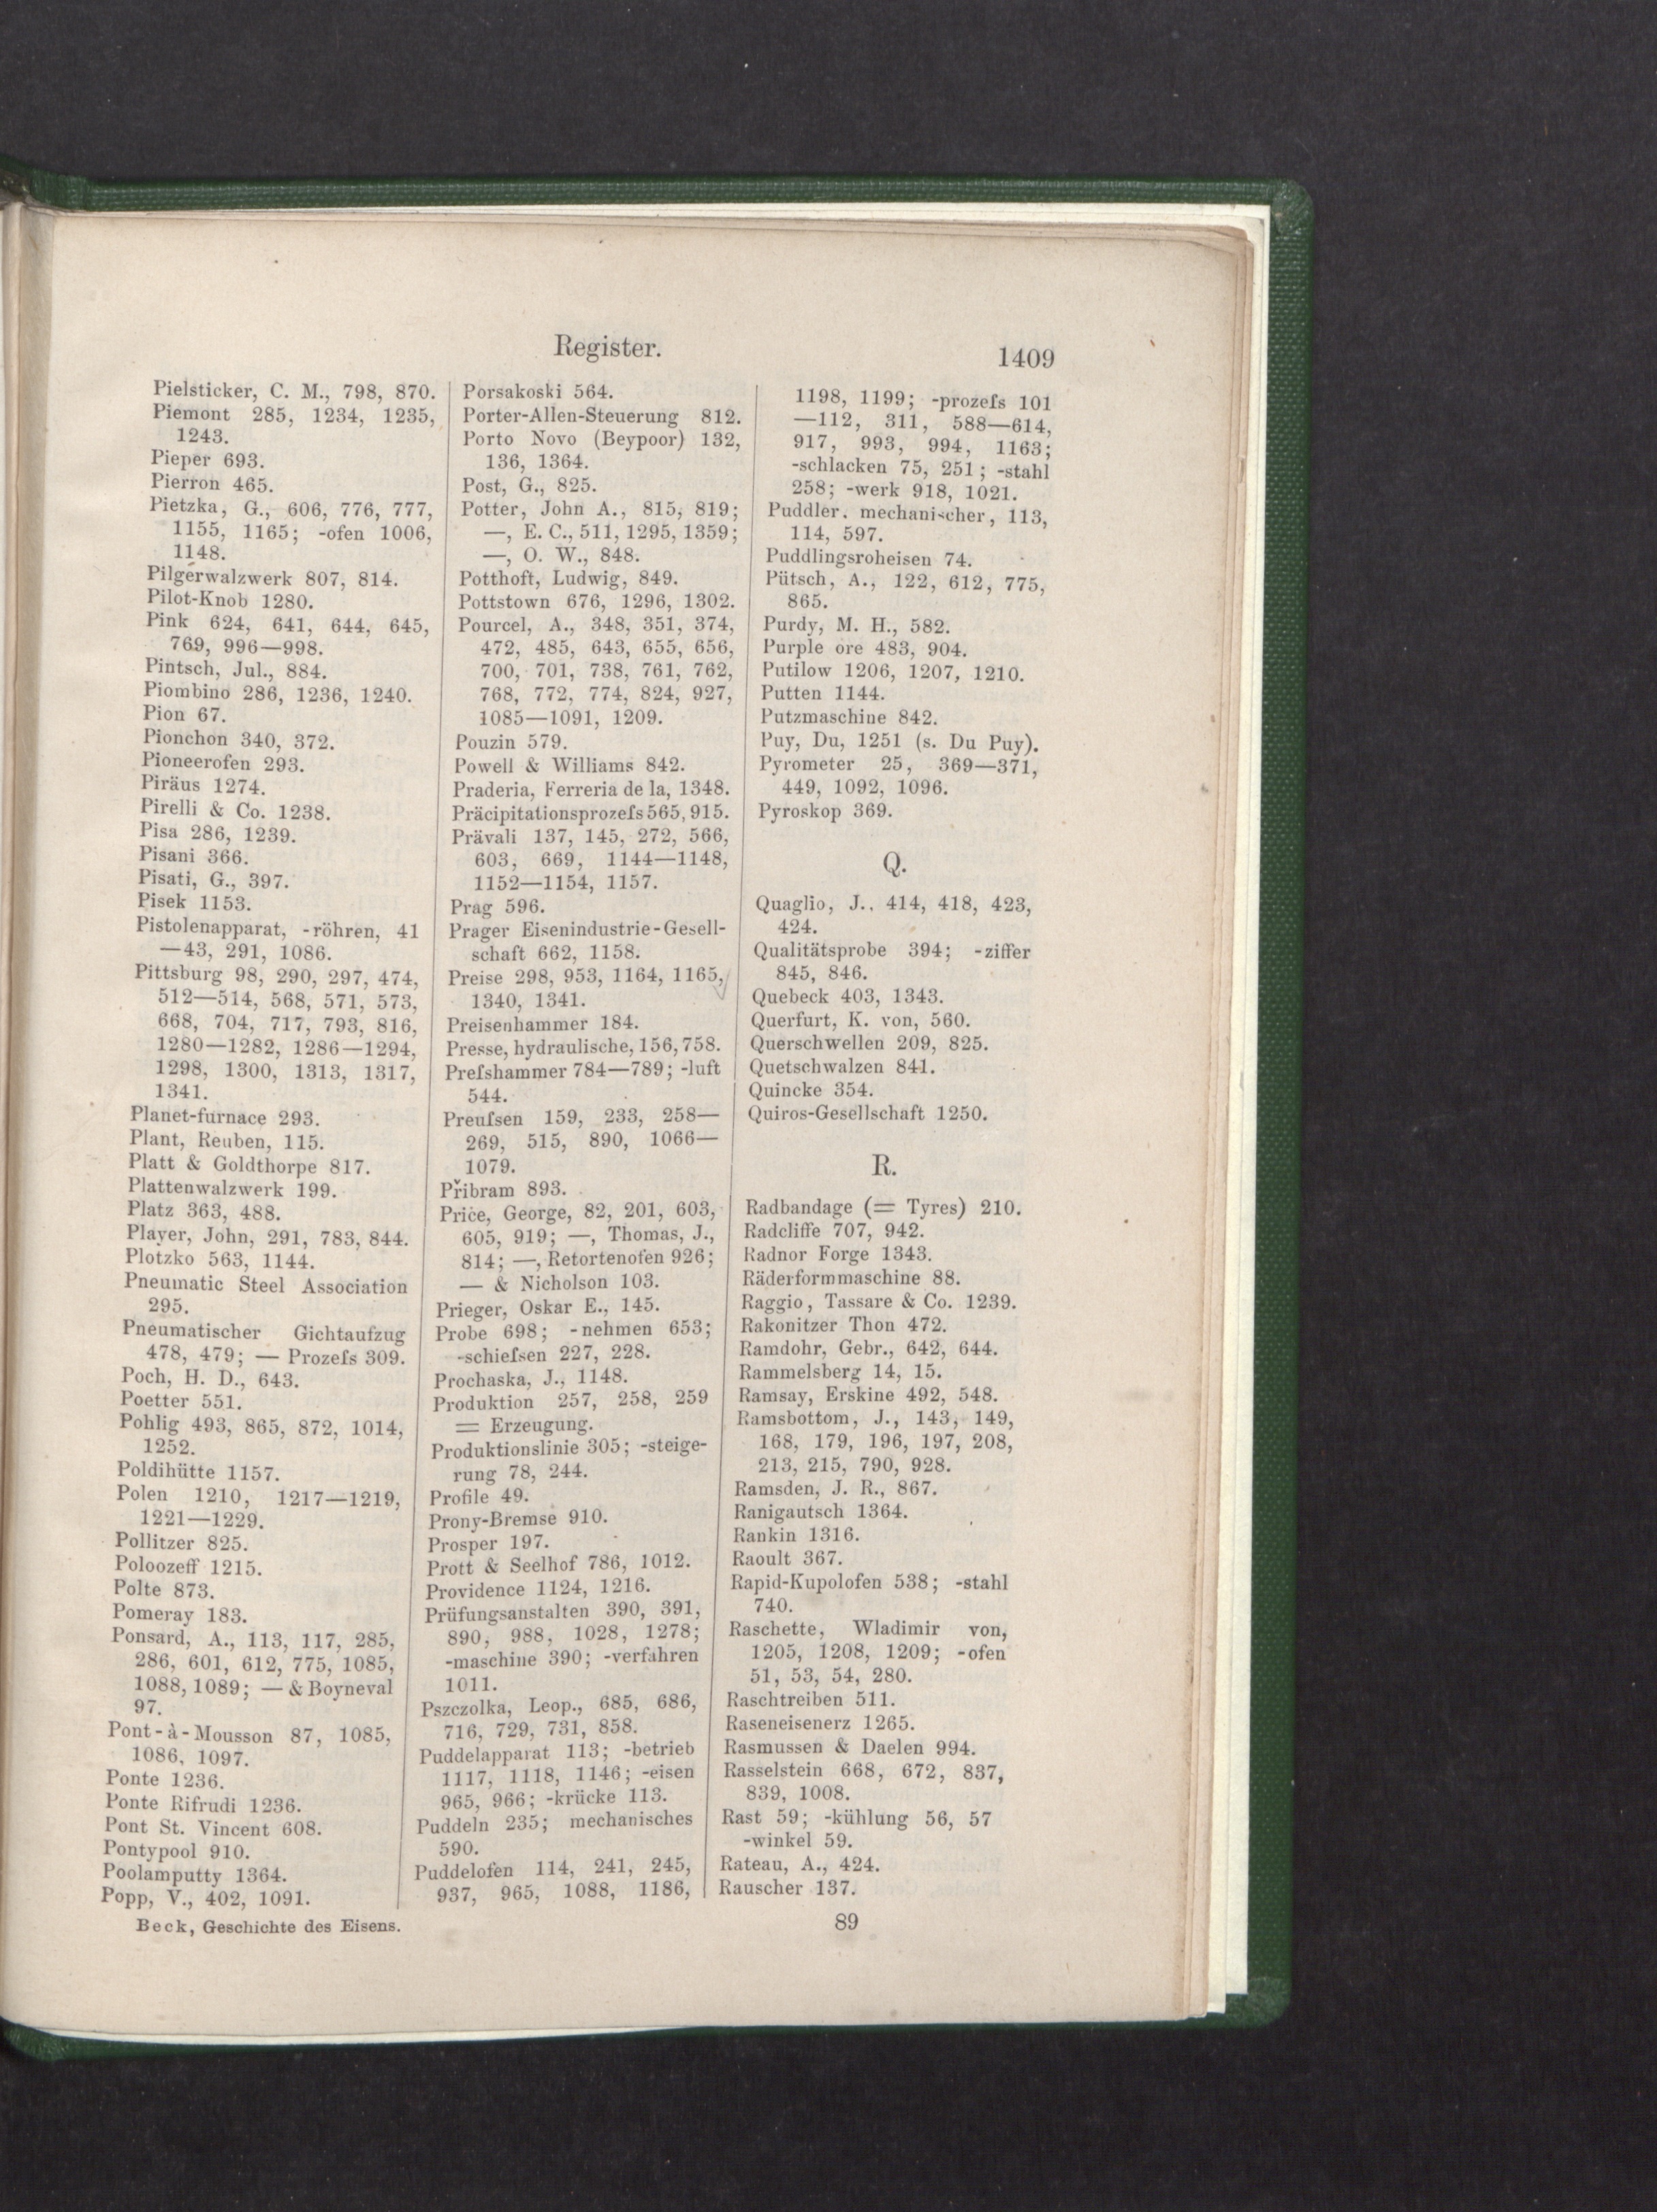 Register.
1409
Pielsticker, C. M., 798, 870.
Piemont 285, 1234, 1235,
1243.
Pieper 693.
Pierron 465.
Pietzka, G., 606, 776, 777,
1155, 1165; -ofen 1006,
1148.
Pilgerwalzwerk 807, 814.
Pilot-Knob 1280.
Pink 624, 641, 644, 645,
769, 996—998.
Pintsch, Jul., 884.
Piombino 286, 1236, 1240.
Pion 67.
Pionchon 340, 372.
Pioneerofen 293.
Piräus 1274.
Pirelli & Co. 1238.
Pisa 286, 1239.
Pisani 366.
Pisati, G., 397.
Pisek 1153.
Pistolenapparat, -röhren, 41
—43, 291, 1086.
Pittsburg 98, 290, 297, 474,
512—514, 568, 571, 573,
668, 704, 717, 793, 816,
1280—1282, 1286—1294,
1298, 1300, 1313, 1317,
1341.
Planet-furnace 293.
Plant, Reuben, 115.
Platt & Goldthorpe 817.
Plattenwalzwerk 199.
Platz 363, 488.
Player, John, 291, 783, 844.
Plotzko 563, 1144.
Pneumatic Steel Association
295.
Pneumatischer Gichtaufzug
478, 479; — Prozeſs 309.
Poch, H. D., 643.
Poetter 551.
Pohlig 493, 865, 872, 1014,
1252.
Poldihütte 1157.
Polen 1210, 1217—1219,
1221—1229.
Pollitzer 825.
Poloozeff 1215.
Polte 873.
Pomeray 183.
Ponsard, A., 113, 117, 285,
286, 601, 612, 775, 1085,
1088, 1089; — & Boyneval
97.
Pont-à-Mousson 87, 1085,
1086, 1097.
Ponte 1236.
Ponte Rifrudi 1236.
Pont St. Vincent 608.
Pontypool 910.
Poolamputty 1364.
Popp, V., 402, 1091.
Porsakoski 564.
Porter-Allen-Steuerung 812.
Porto Novo (Beypoor) 132,
136, 1364.
Post, G., 825.
Potter, John A., 815, 819;
—, E. C., 511, 1295, 1359;
—, O. W., 848.
Potthoft, Ludwig, 849.
Pottstown 676, 1296, 1302.
Pourcel, A., 348, 351, 374,
472, 485, 643, 655, 656,
700, 701, 738, 761, 762,
768, 772, 774, 824, 927,
1085—1091, 1209.
Pouzin 579.
Powell & Williams 842.
Praderia, Ferreria de la, 1348.
Präcipitationsprozeſs 565, 915.
Prävali 137, 145, 272, 566,
603, 669, 1144—1148,
1152—1154, 1157.
Prag 596.
Prager Eisenindustrie-Gesell-
schaft 662, 1158.
Preise 298, 953, 1164, 1165,
1340, 1341.
Preisenhammer 184.
Presse, hydraulische, 156, 758.
Preſshammer 784—789; -luft
544.
Preuſsen 159, 233, 258—
269, 515, 890, 1066—
1079.
Přibram 893.
Price, George, 82, 201, 603,
605, 919; —, Thomas, J.,
814; —, Retortenofen 926;
— & Nicholson 103.
Prieger, Oskar E., 145.
Probe 698; -nehmen 653;
-schieſsen 227, 228.
Prochaska, J., 1148.
Produktion 257, 258, 259
= Erzeugung.
Produktionslinie 305; -steige-
rung 78, 244.
Profile 49.
Prony-Bremse 910.
Prosper 197.
Prott & Seelhof 786, 1012.
Providence 1124, 1216.
Prüfungsanstalten 390, 391,
890, 988, 1028, 1278;
-maschine 390; -verfahren
1011.
Pszczolka, Leop., 685, 686,
716, 729, 731, 858.
Puddelapparat 113; -betrieb
1117, 1118, 1146; -eisen
965, 966; -krücke 113.
Puddeln 235; mechanisches
590.
Puddelofen 114, 241, 245,
937, 965, 1088, 1186,
1198, 1199; -prozeſs 101
—112, 311, 588—614,
917, 993, 994, 1163;
-schlacken 75, 251; -stahl
258; -werk 918, 1021.
Puddler, mechanischer, 113,
114, 597.
Puddlingsroheisen 74.
Pütsch, A., 122, 612, 775,
865.
Purdy, M. H., 582.
Purple ore 483, 904.
Putilow 1206, 1207, 1210.
Putten 1144.
Putzmaschine 842.
Puy, Du, 1251 (s. Du Puy).
Pyrometer 25, 369—371,
449, 1092, 1096.
Pyroskop 369.
Q.
Quaglio, J., 414, 418, 423,
424.
Qualitätsprobe 394; -ziffer
845, 846.
Quebeck 403, 1343.
Querfurt, K. von, 560.
Querschwellen 209, 825.
Quetschwalzen 841.
Quincke 354.
Quiros-Gesellschaft 1250.
R.
Radbandage (= Tyres) 210.
Radcliffe 707, 942.
Radnor Forge 1343.
Räderformmaschine 88.
Raggio, Tassare & Co. 1239.
Rakonitzer Thon 472.
Ramdohr, Gebr., 642, 644.
Rammelsberg 14, 15.
Ramsay, Erskine 492, 548.
Ramsbottom, J., 143, 149,
168, 179, 196, 197, 208,
213, 215, 790, 928.
Ramsden, J. R., 867.
Ranigautsch 1364.
Rankin 1316.
Raoult 367.
Rapid-Kupolofen 538; -stahl
740.
Raschette, Wladimir von,
1205, 1208, 1209; -ofen
51, 53, 54, 280.
Raschtreiben 511.
Raseneisenerz 1265.
Rasmussen & Daelen 994.
Rasselstein 668, 672, 837,
839, 1008.
Rast 59; -kühlung 56, 57
-winkel 59.
Rateau, A., 424.
Rauscher 137.
Beck, Geschichte des Eisens.
89